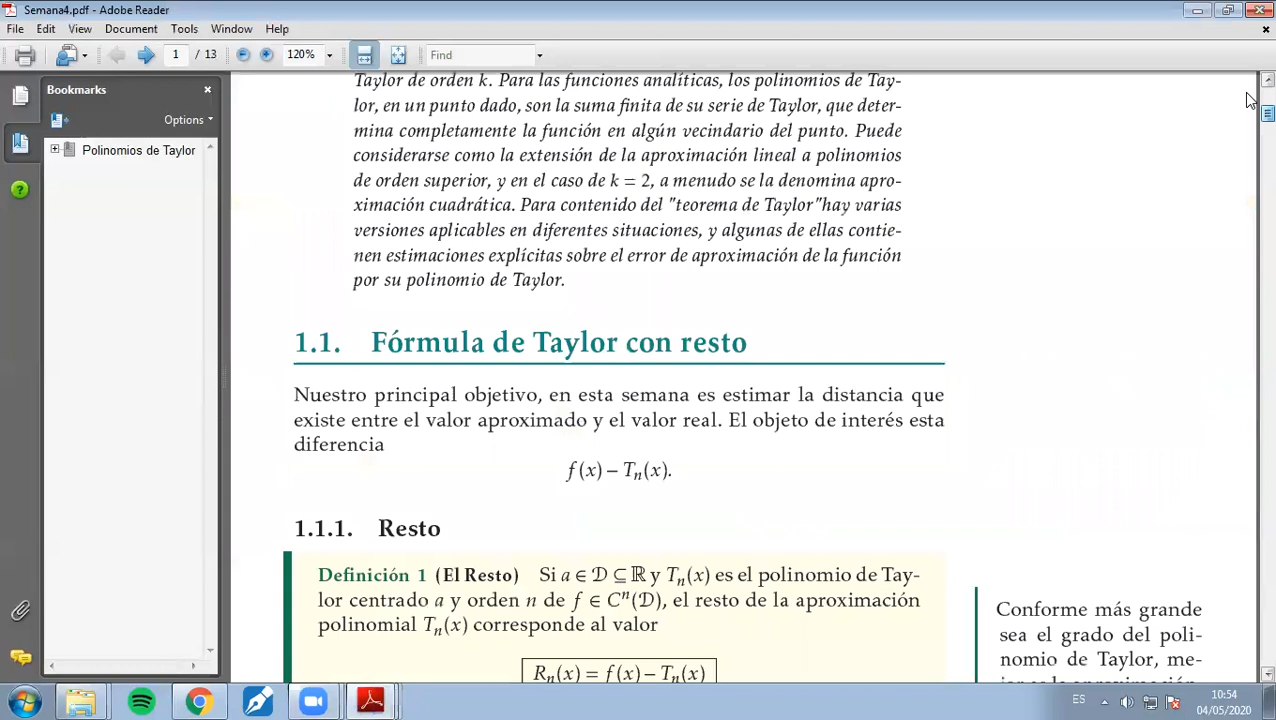 Semana4.pdf - Adobe Reader
File Edit View Document Tools Window Help
1 / 13 120% Find
Bookmarks
Options
Polinomios de Taylor
Taylor de orden k. Para las funciones analíticas, los polinomios de Tay-
lor, en un punto dado, son la suma finita de su serie de Taylor, que deter-
mina completamente la función en algún vecindario del punto. Puede
considerarse como la extensión de la aproximación lineal a polinomios
de orden superior, y en el caso de k = 2, a menudo se la denomina apro-
ximación cuadrática. Para contenido del "teorema de Taylor"hay varias
versiones aplicables en diferentes situaciones, y algunas de ellas contie-
nen estimaciones explícitas sobre el error de aproximación de la función
por su polinomio de Taylor.
1.1. Fórmula de Taylor con resto
Nuestro principal objetivo, en esta semana es estimar la distancia que
existe entre el valor aproximado y el valor real. El objeto de interés esta
diferencia
f(x) − Tₙ(x).
1.1.1. Resto
Definición 1 (El Resto) Si a ∈ D ⊆ ℝ y Tₙ(x) es el polinomio de Tay-
lor centrado a y orden n de f ∈ Cⁿ(D), el resto de la aproximación
polinomial Tₙ(x) corresponde al valor
Rₙ(x) = f(x) − Tₙ(x)
Conforme más grande
sea el grado del poli-
nomio de Taylor, me-
ES
10:54
04/05/2020